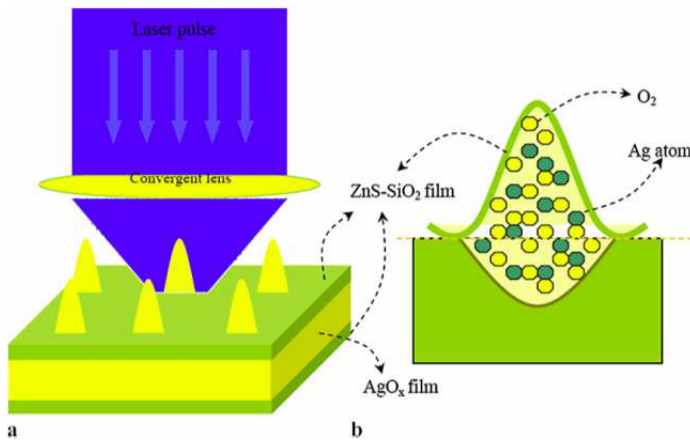 Laser pulse
Convergent lens
O₂
Ag atom
ZnS-SiO₂ film
AgOₓ film
a
b